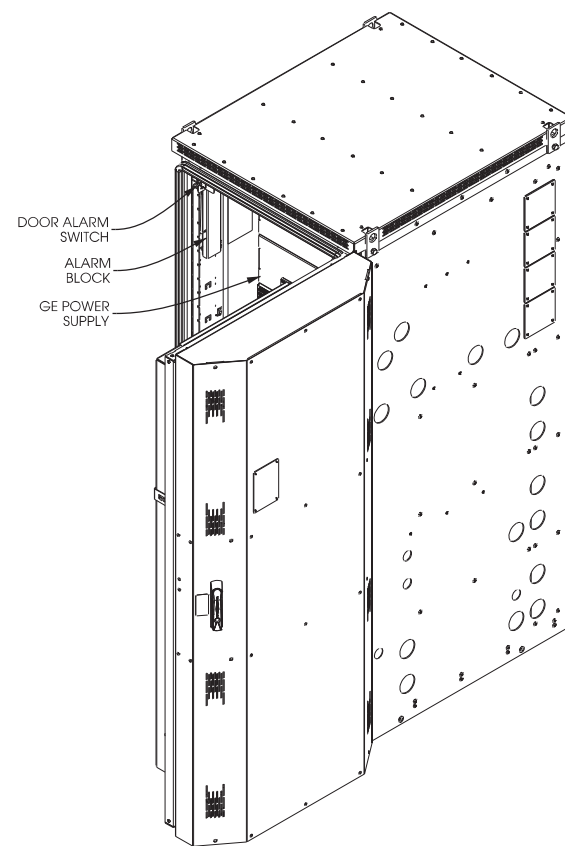 DOOR ALARM
SWITCH
ALARM
BLOCK
GE POWER
SUPPLY